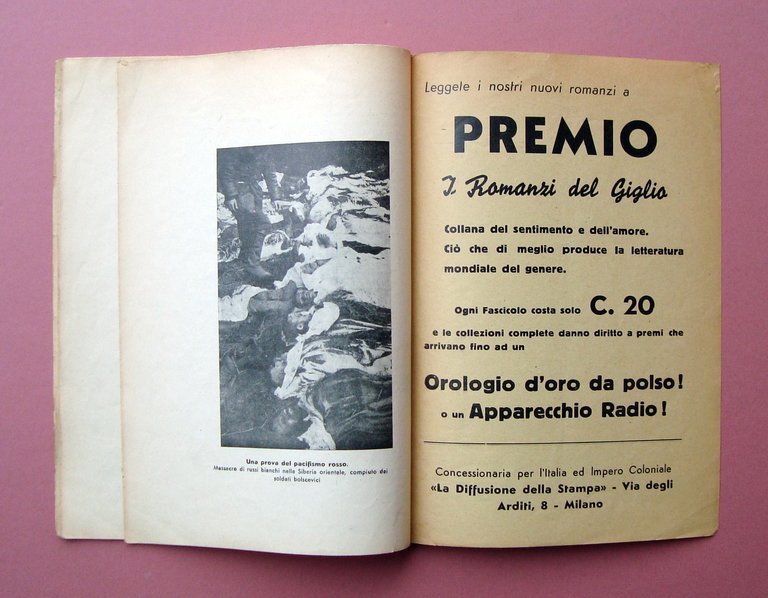 Una prova del pacifismo rosso.
Massacro di russi bianchi nella Siberia orientale, compiuto dei
soldati bolscevici
Leggete i nostri nuovi romanzi a
PREMIO
I Romanzi del Giglio
Collana del sentimento e dell'amore.
Ciò che di meglio produce la letteratura
mondiale del genere.
Ogni Fascicolo costa solo C. 20
e le collezioni complete danno diritto a premi che
arrivano fino ad un
Orologio d'oro da polso!
o un Apparecchio Radio!
Concessionaria per l'Italia ed Impero Coloniale
«La Diffusione della Stampa» - Via degli
Arditi, 8 - Milano